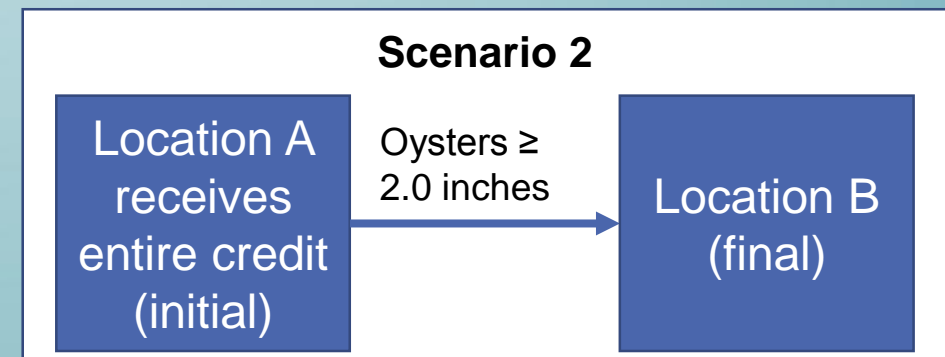 Scenario 2
Location A
receives
entire credit
(initial)
Oysters ≥
2.0 inches
Location B
(final)